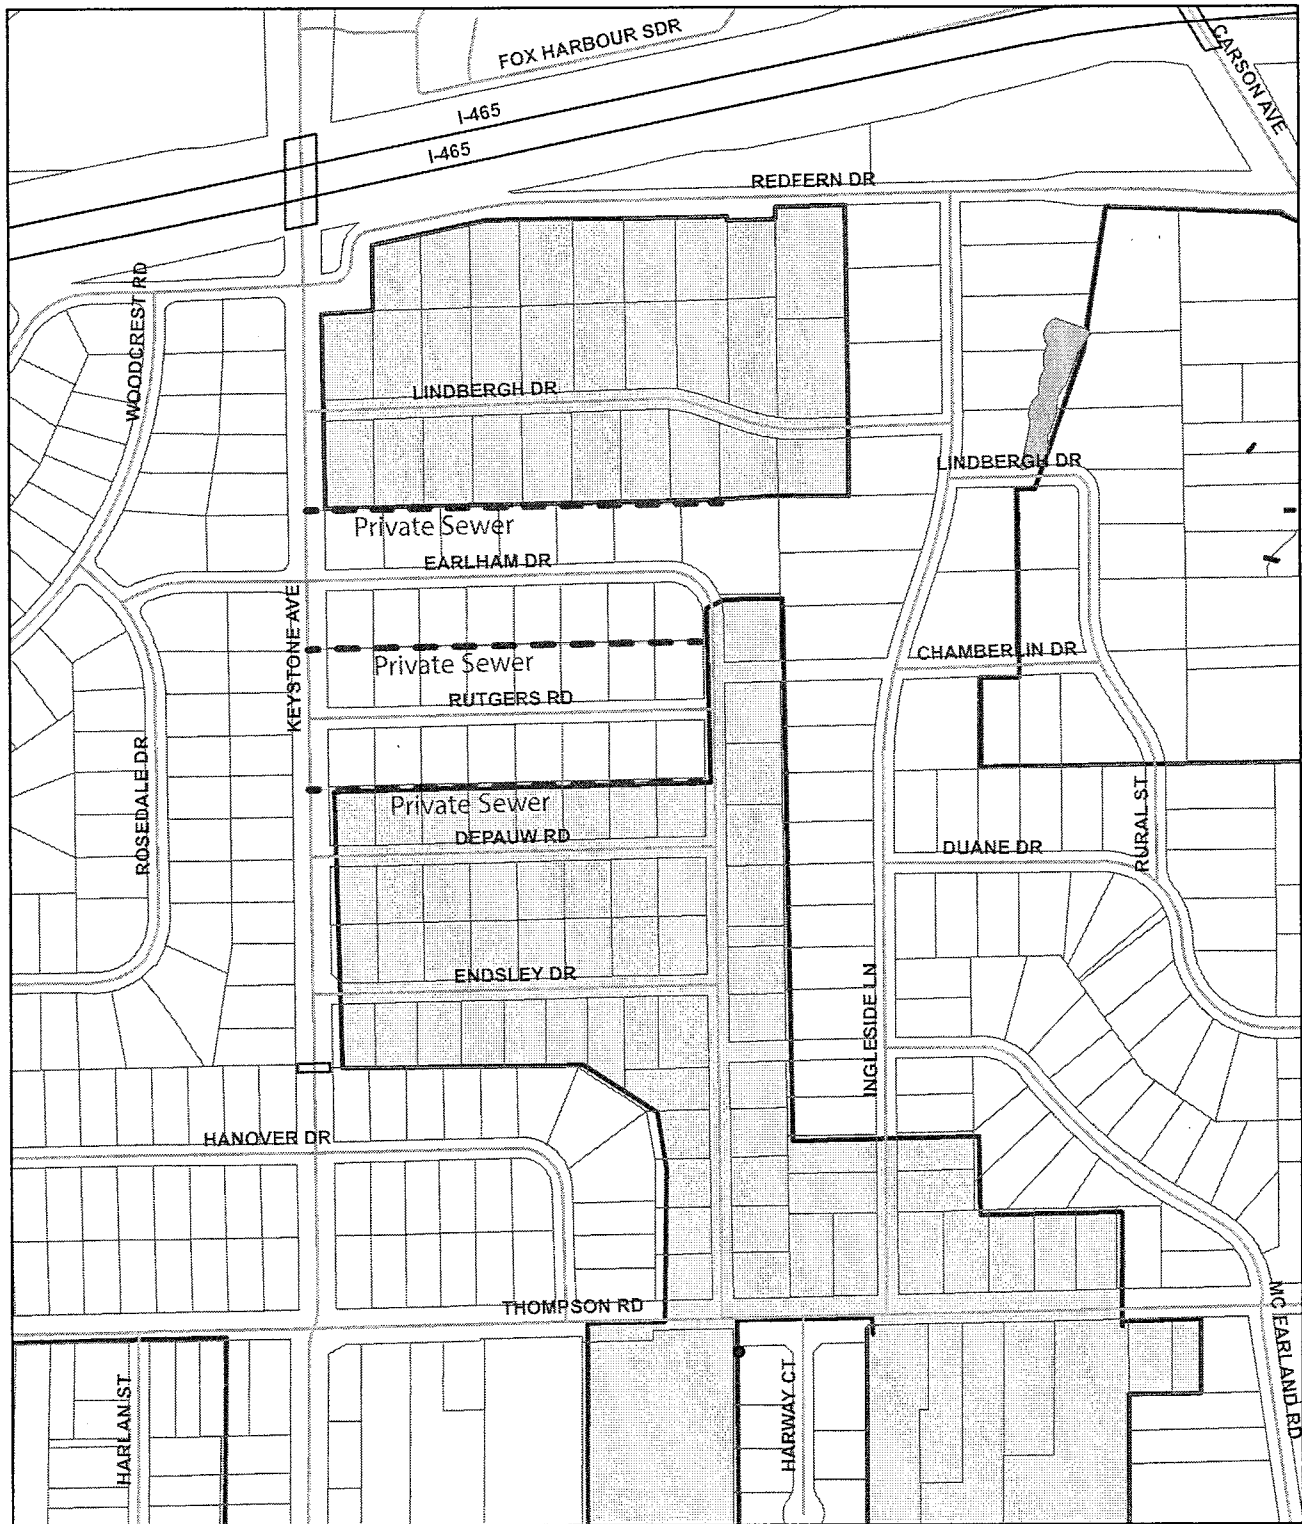 FOX HARBOUR SDR
CARSON AVE
I-465
I-465
REDFERN DR
WOODCREST RD
LINDBERGH DR
LINDBERGH DR
Private Sewer
EARLHAM DR
KEYSTONE AVE
CHAMBERLIN DR
Private Sewer
RUTGERS RD
ROSEDALE DR
RURAL ST
Private Sewer
DEPAUW RD
DUANE DR
ENDSLEY DR
INGLESIDE LN
HANOVER DR
THOMPSON RD
MC FARLAND RD
HARLAN ST
HARWAY CT